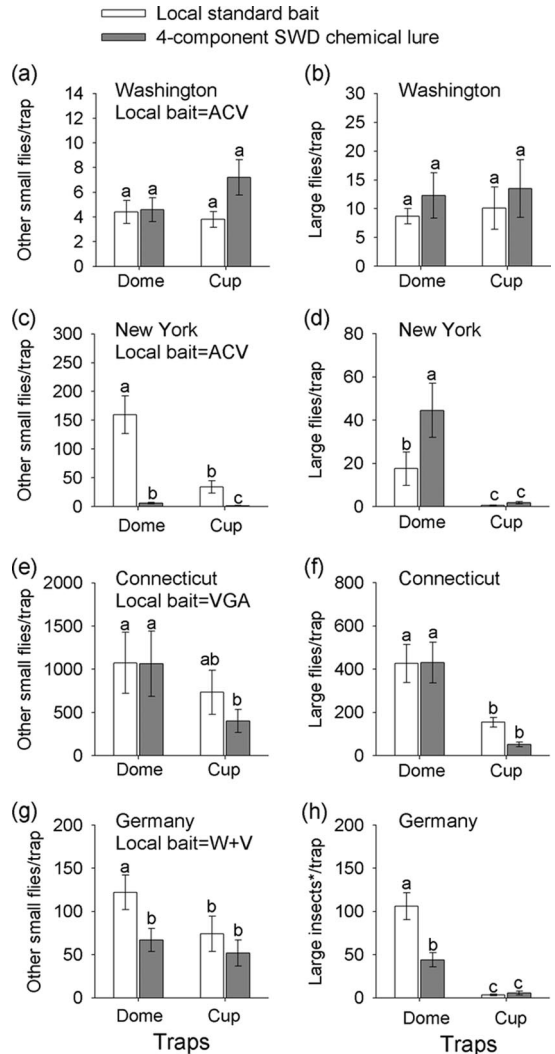 Local standard bait
4-component SWD chemical lure
(a)
Washington
Local bait=ACV
Other small flies/trap
14
12
10
8
6
4
2
0
a a a a
Dome Cup
(b)
Washington
Large flies/trap
30
25
20
15
10
5
0
a a a a
Dome Cup
(c)
New York
Local bait=ACV
Other small flies/trap
300
250
200
150
100
50
0
a b b c
Dome Cup
(d)
New York
Large flies/trap
80
60
40
20
0
b a c c
Dome Cup
(e)
Connecticut
Local bait=VGA
Other small flies/trap
2000
1500
1000
500
0
a a ab b
Dome Cup
(f)
Connecticut
Large flies/trap
800
600
400
200
0
a a b b
Dome Cup
(g)
Germany
Local bait=W+V
Other small flies/trap
200
150
100
50
0
a b b b
Dome Cup
Traps
(h)
Germany
Large insects*/trap
200
150
100
50
0
a b c c
Dome Cup
Traps